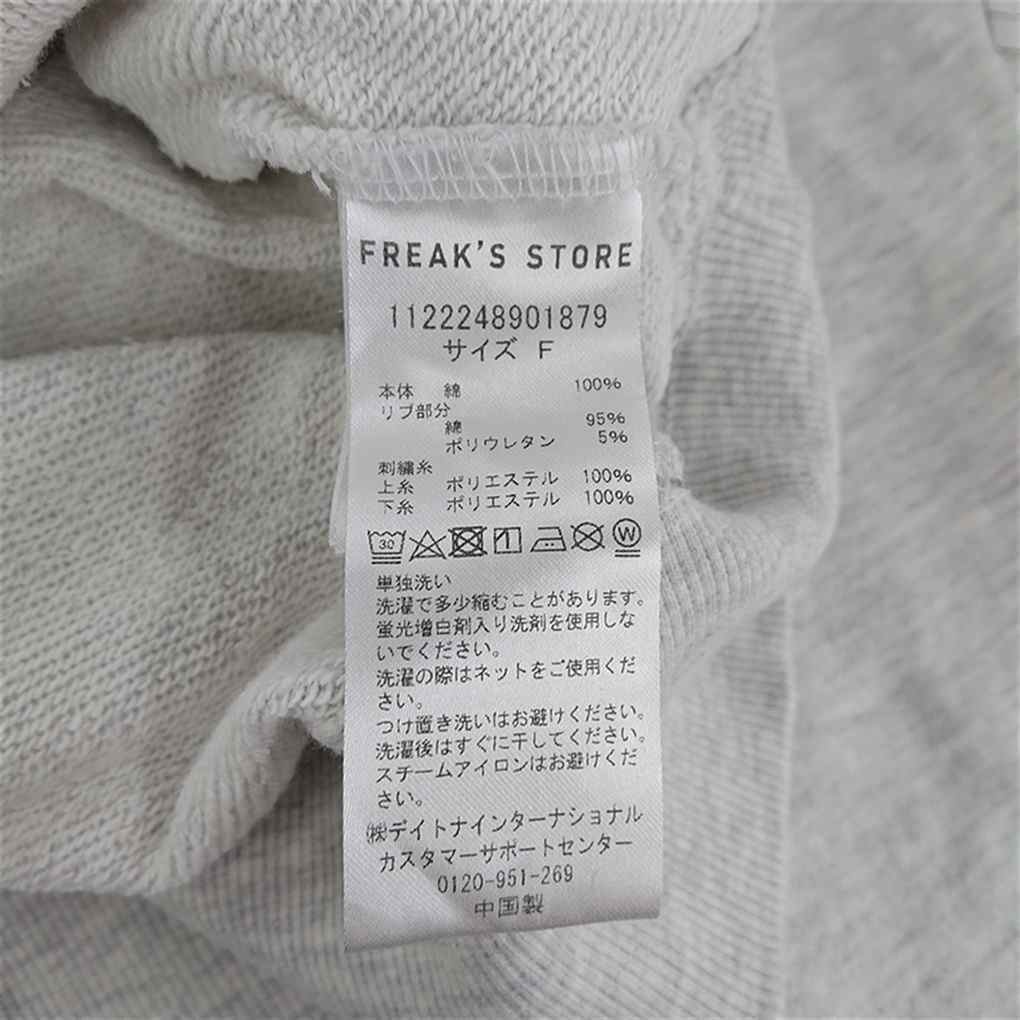 FREAK'S STORE
1122248901879
サイズ F
本体 綿 100%
リブ部分
綿 95%
ポリウレタン 5%
刺繍糸
上糸 ポリエステル 100%
下糸 ポリエステル 100%
30 W
単独洗い
洗濯で多少縮むことがあります。
蛍光増白剤入り洗剤を使用しな
いでください。
洗濯の際はネットをご使用くだ
さい。
つけ置き洗いはお避けください。
洗濯後はすぐに干してください。
スチームアイロンはお避けくだ
さい。
㈱デイトナインターナショナル
カスタマーサポートセンター
0120-951-269
中国製